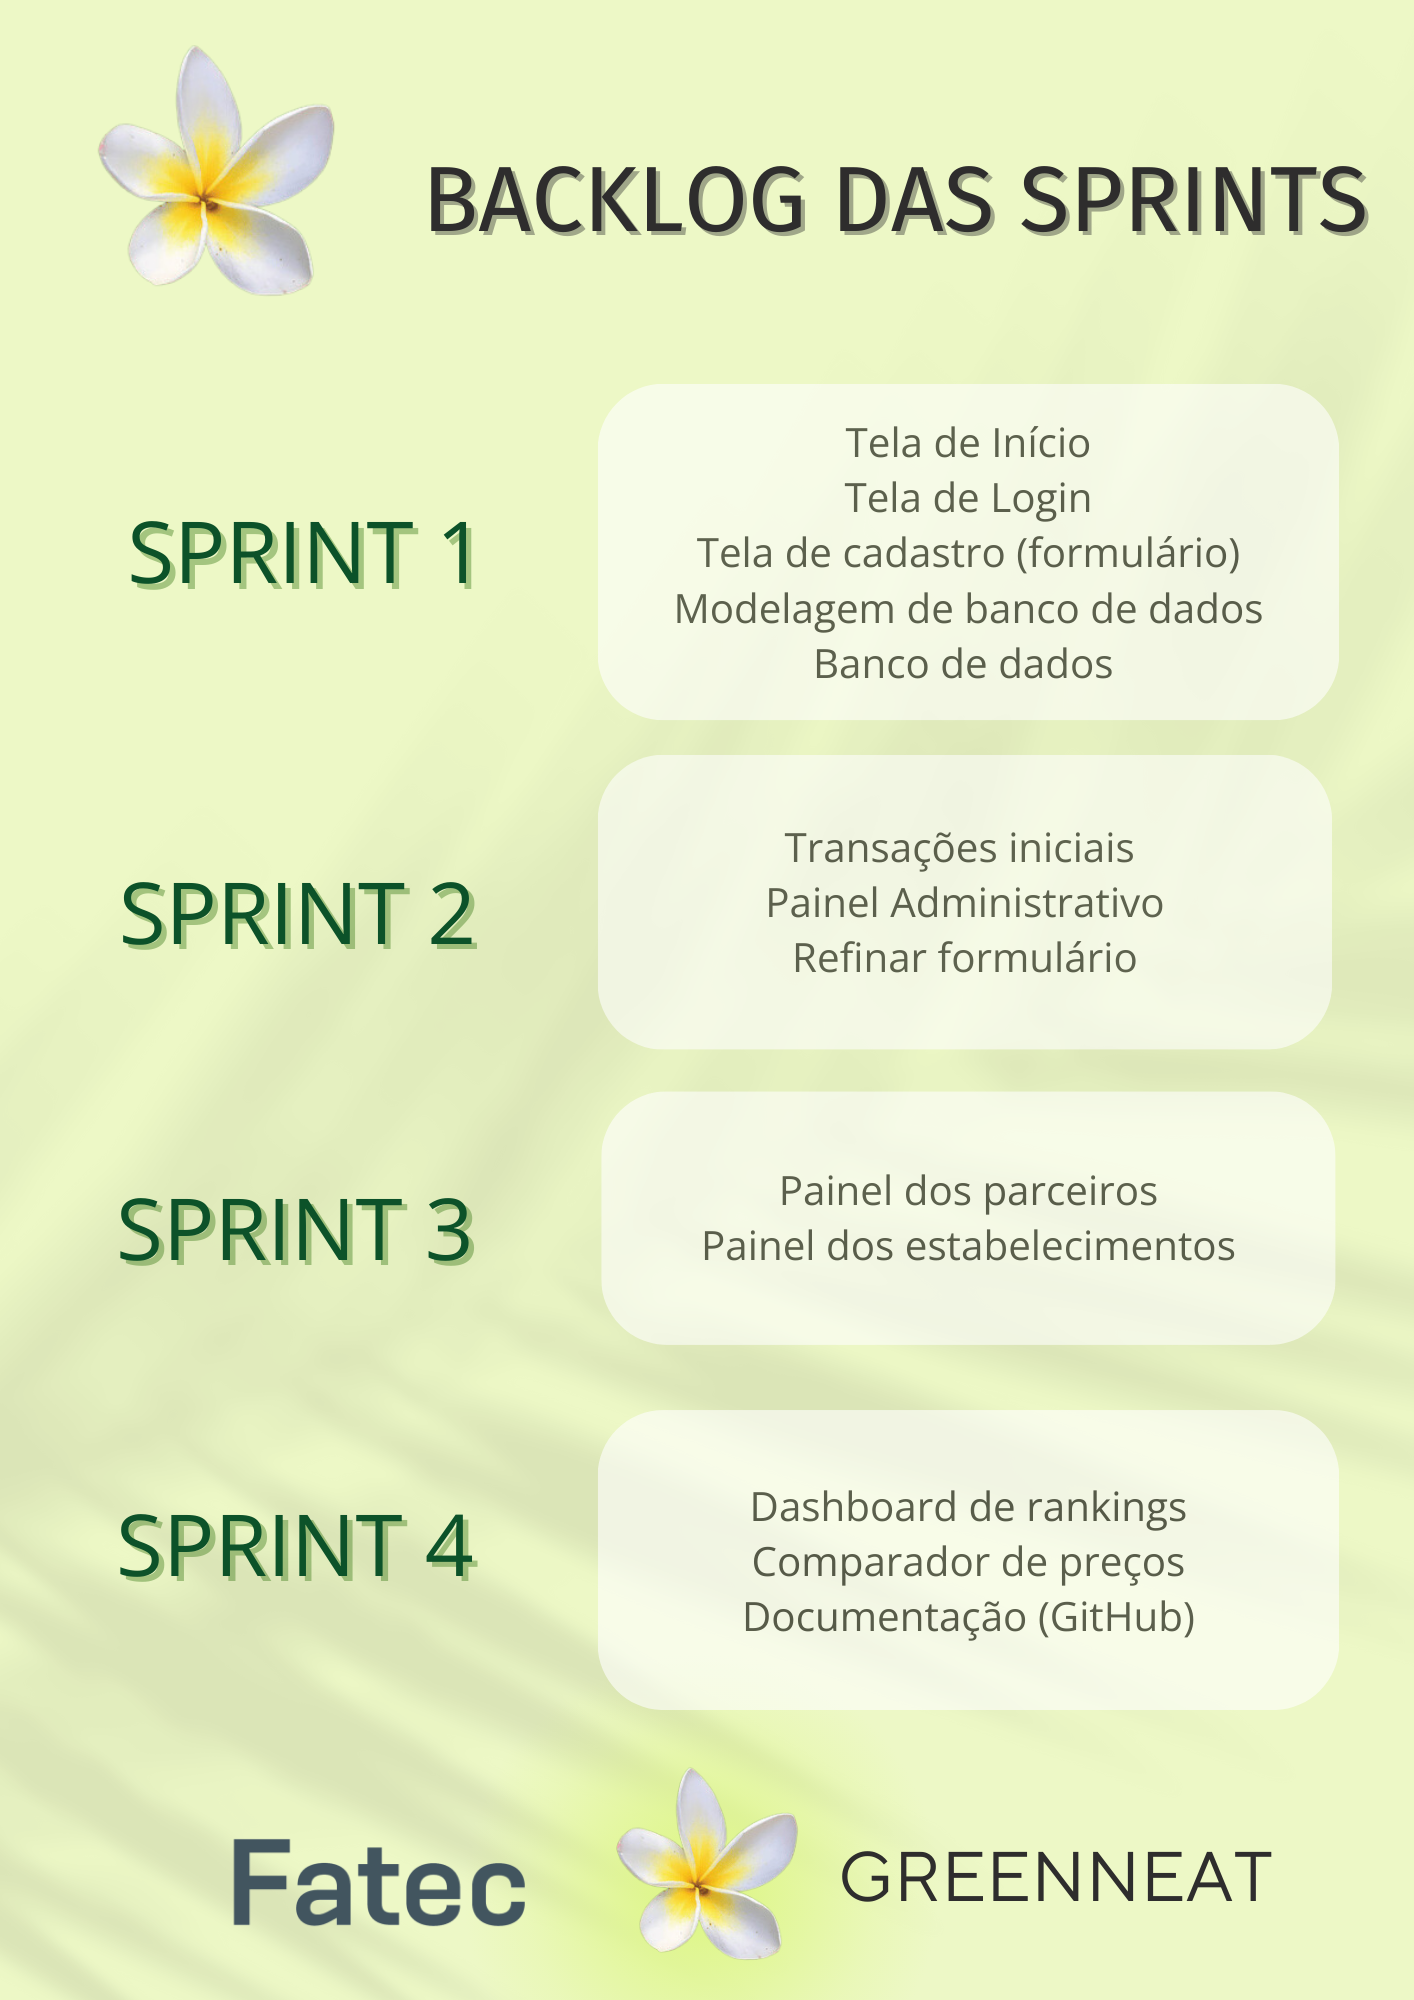 BACKLOG DAS SPRINTS
SPRINT 1
Tela de Início
Tela de Login
Tela de cadastro (formulário)
Modelagem de banco de dados
Banco de dados
SPRINT 2
Transações iniciais
Painel Administrativo
Refinar formulário
SPRINT 3
Painel dos parceiros
Painel dos estabelecimentos
SPRINT 4
Dashboard de rankings
Comparador de preços
Documentação (GitHub)
Fatec
GREENNEAT